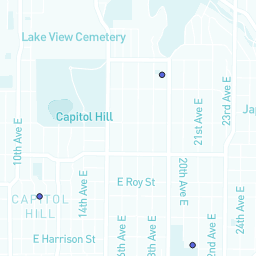 Lake View Cemetery
Capitol Hill
10th Ave E
21st Ave E
23rd Ave E
14th Ave E
E Roy St
20th Ave E
CAPITOL
HILL
E Harrison St
24th Ave E